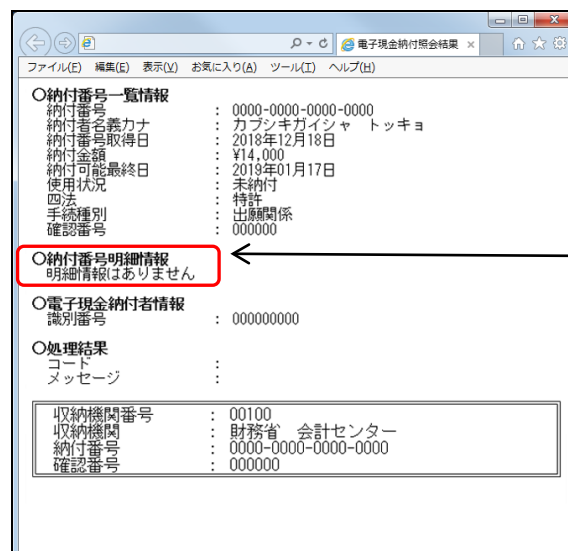 電子現金納付照会結果
ファイル(F) 編集(E) 表示(V) お気に入り(A) ツール(T) ヘルプ(H)
○納付番号一覧情報
納付番号 : 0000-0000-0000-0000
納付者名義カナ : カブシキガイシャ トッキョ
納付番号取得日 : 2018年12月18日
納付金額 : ¥14,000
納付可能最終日 : 2019年01月17日
使用状況 : 未納付
四法 : 特許
手続種別 : 出願関係
確認番号 : 000000
○納付番号明細情報
明細情報はありません
○電子現金納付者情報
識別番号 : 000000000
○処理結果
コード :
メッセージ :
収納機関番号 : 00100
収納機関 : 財務省 会計センター
納付番号 : 0000-0000-0000-0000
確認番号 : 000000